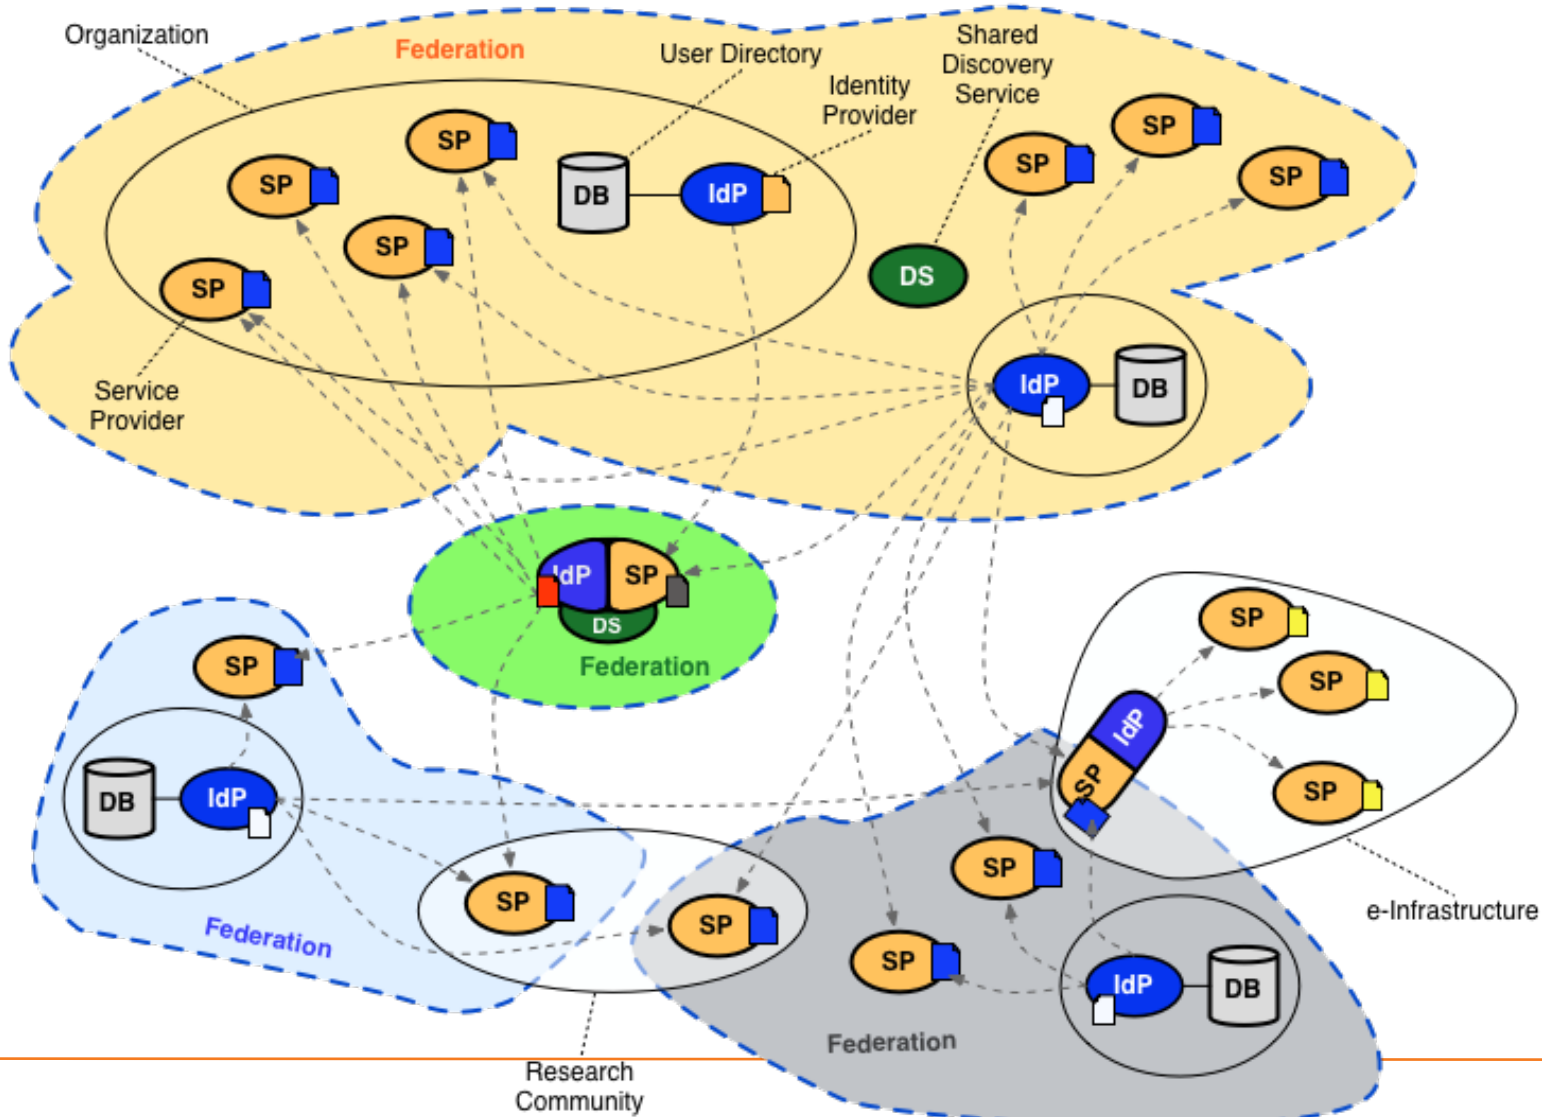 Organization
Federation
User Directory
Shared
Discovery
Service
Identity
Provider
SP
SP
SP
SP
SP
DB
IdP
SP
SP
DS
SP
IdP
DB
Service
Provider
IdP
SP
DS
Federation
SP
SP
SP
IdP
SP
SP
DB
IdP
SP
SP
SP
SP
e-Infrastructure
Federation
IdP
DB
Federation
Research
Community